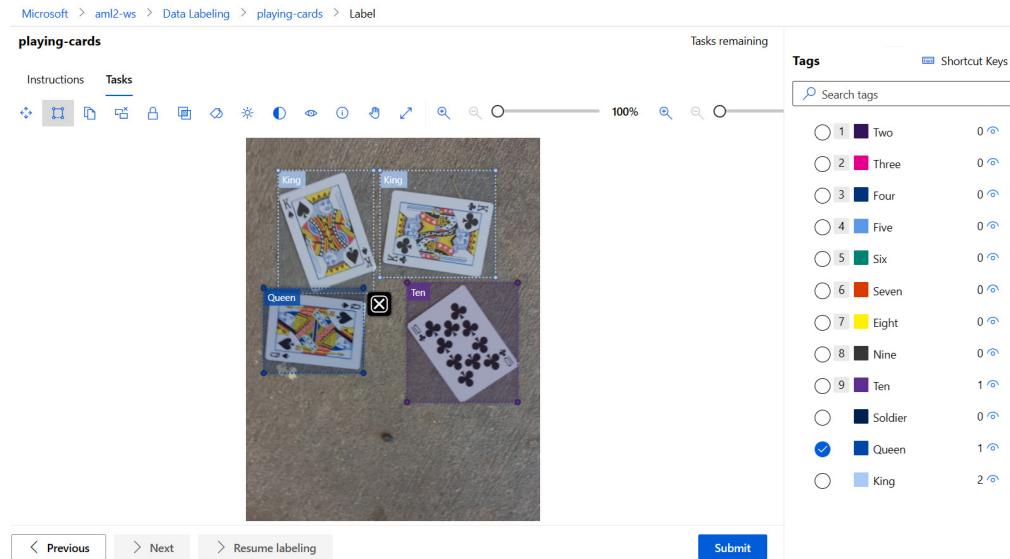 Microsoft > aml2-ws > Data Labeling > playing-cards > Label
playing-cards
Tasks remaining
Instructions Tasks
100%
King
King
Queen
Ten
K
K
K
K
Q
Q
10
Previous
Next
Resume labeling
Submit
Tags
Shortcut Keys
Search tags
1 Two 0
2 Three 0
3 Four 0
4 Five 0
5 Six 0
6 Seven 0
7 Eight 0
8 Nine 0
9 Ten 1
Soldier 0
Queen 1
King 2